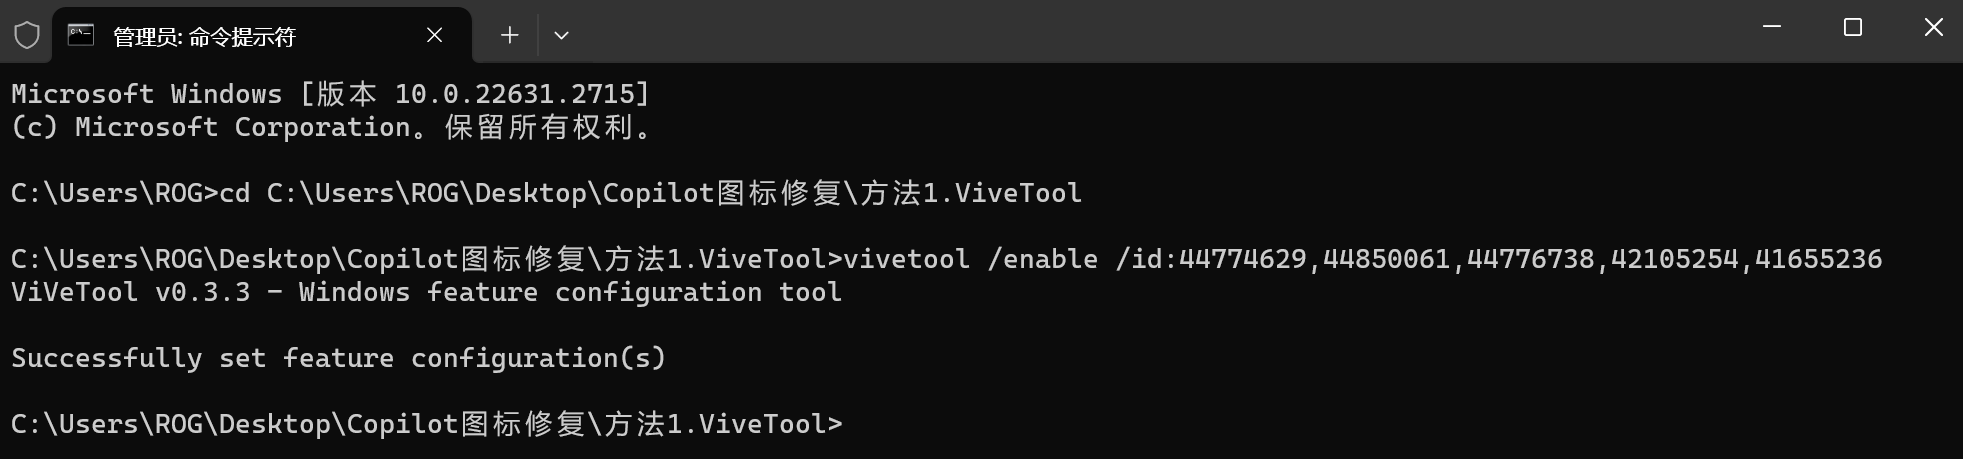 管理员: 命令提示符
Microsoft Windows [版本 10.0.22631.2715]
(c) Microsoft Corporation。保留所有权利。
C:\Users\ROG>cd C:\Users\ROG\Desktop\Copilot图标修复\方法1.ViveTool
C:\Users\ROG\Desktop\Copilot图标修复\方法1.ViveTool>vivetool /enable /id:44774629,44850061,44776738,42105254,41655236
ViVeTool v0.3.3 - Windows feature configuration tool
Successfully set feature configuration(s)
C:\Users\ROG\Desktop\Copilot图标修复\方法1.ViveTool>